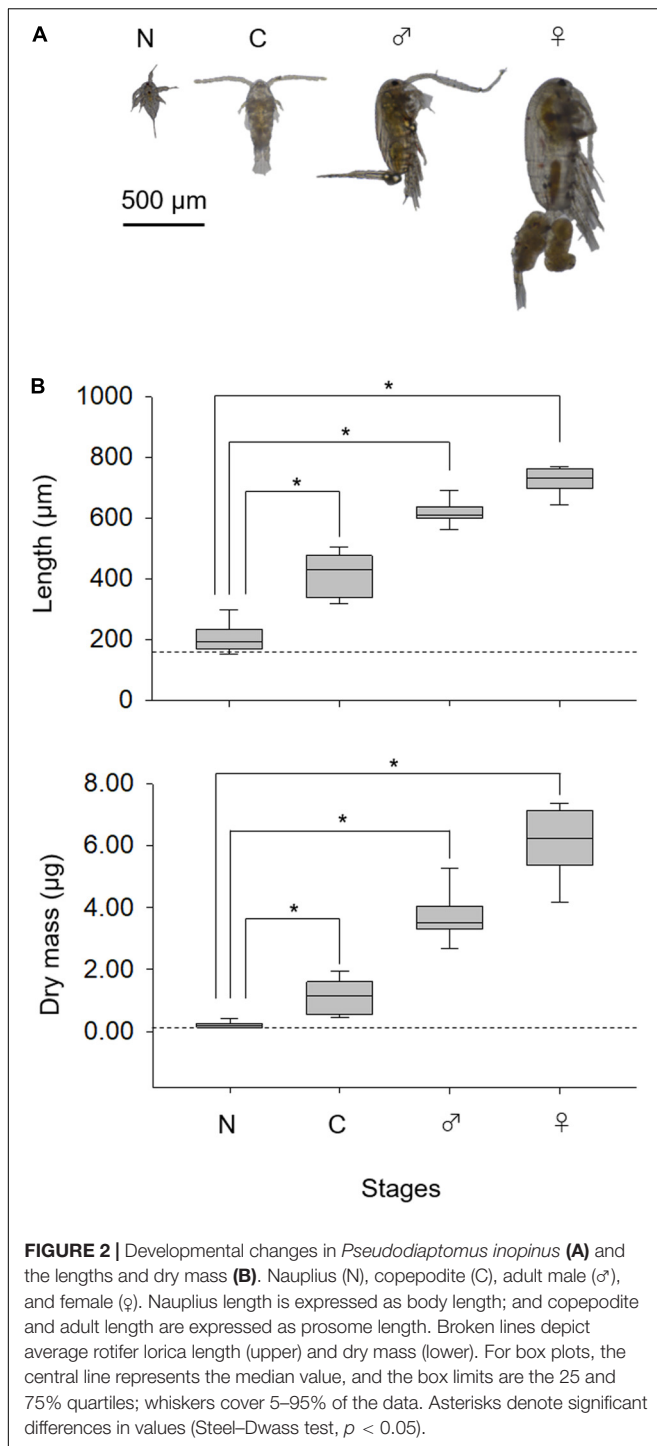 A
N C ♂ ♀
500 μm
B
*
*
*
1000
800
600
400
200
0
Length (μm)
*
*
*
8.00
6.00
4.00
2.00
0.00
Dry mass (μg)
N C ♂ ♀
Stages
FIGURE 2 | Developmental changes in Pseudodiaptomus inopinus (A) and
the lengths and dry mass (B). Nauplius (N), copepodite (C), adult male (♂),
and female (♀). Nauplius length is expressed as body length; and copepodite
and adult length are expressed as prosome length. Broken lines depict
average rotifer lorica length (upper) and dry mass (lower). For box plots, the
central line represents the median value, and the box limits are the 25 and
75% quartiles; whiskers cover 5–95% of the data. Asterisks denote significant
differences in values (Steel–Dwass test, p < 0.05).